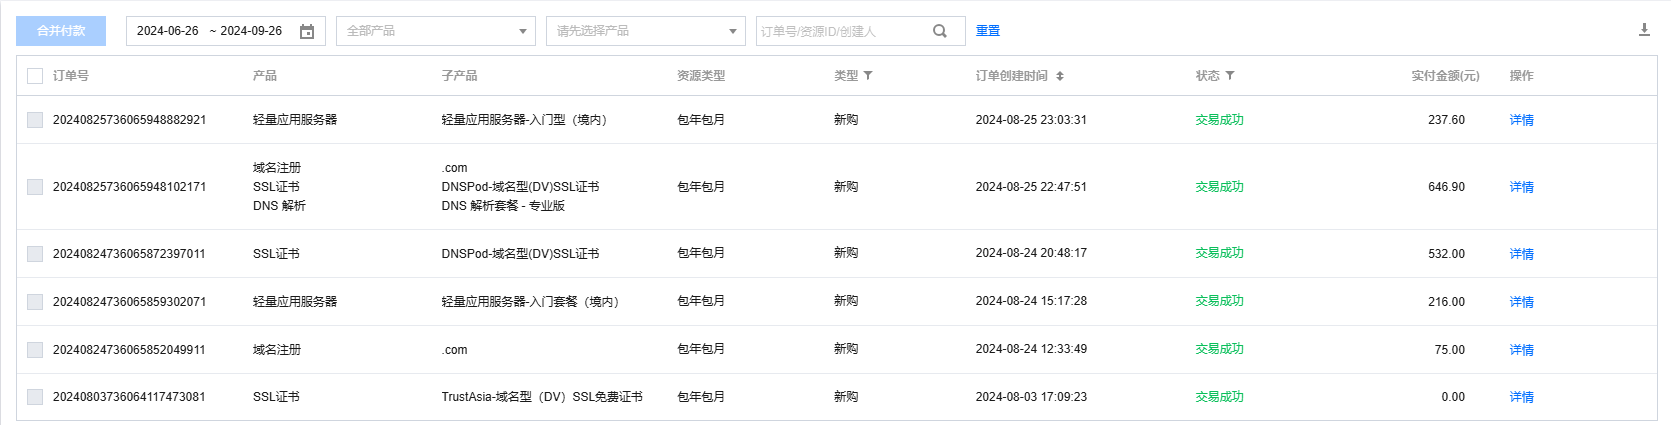 合并付款 2024-06-26 ~ 2024-09-26 全部产品 请先选择产品 订单号/资源ID/创建人 重置
订单号 产品 子产品 资源类型 类型 订单创建时间 状态 实付金额(元) 操作
20240825736065948882921 轻量应用服务器 轻量应用服务器-入门型（境内） 包年包月 新购 2024-08-25 23:03:31 交易成功 237.60 详情
域名注册 .com
20240825736065948102171 SSL证书 DNSPod-域名型(DV)SSL证书 包年包月 新购 2024-08-25 22:47:51 交易成功 646.90 详情
DNS 解析 DNS 解析套餐 - 专业版
20240824736065872397011 SSL证书 DNSPod-域名型(DV)SSL证书 包年包月 新购 2024-08-24 20:48:17 交易成功 532.00 详情
20240824736065859302071 轻量应用服务器 轻量应用服务器-入门套餐（境内） 包年包月 新购 2024-08-24 15:17:28 交易成功 216.00 详情
20240824736065852049911 域名注册 .com 包年包月 新购 2024-08-24 12:33:49 交易成功 75.00 详情
20240803736064117473081 SSL证书 TrustAsia-域名型（DV）SSL免费证书 包年包月 新购 2024-08-03 17:09:23 交易成功 0.00 详情